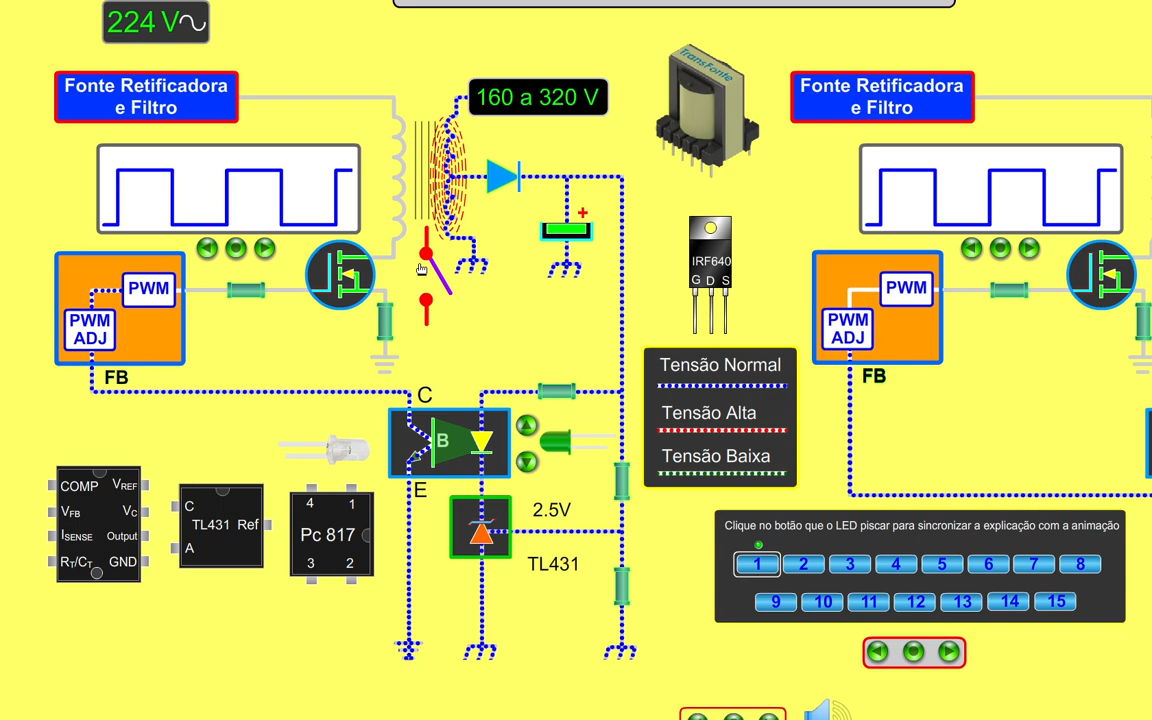 224 V
Fonte Retificadora
e Filtro
160 a 320 V
TransFonte
Fonte Retificadora
e Filtro
IRF640
G D S
PWM
PWM
ADJ
FB
PWM
PWM
ADJ
FB
Tensão Normal
Tensão Alta
Tensão Baixa
C
B
E
+
2.5V
TL431
COMP
VREF
VFB
VC
ISENSE
Output
RT/CT
GND
C
TL431 Ref
A
4 1
Pc 817
3 2
Clique no botão que o LED piscar para sincronizar a explicação com a animação
1 2 3 4 5 6 7 8
9 10 11 12 13 14 15